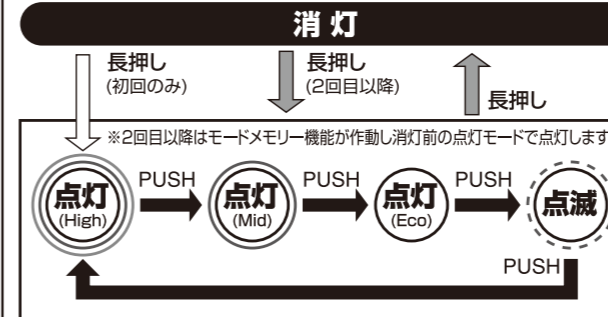 消灯
長押し
(初回のみ)
長押し
(2回目以降)
長押し
※2回目以降はモードメモリー機能が作動し消灯前の点灯モードで点灯します
点灯
(High)
PUSH
点灯
(Mid)
PUSH
点灯
(Eco)
PUSH
点滅
PUSH